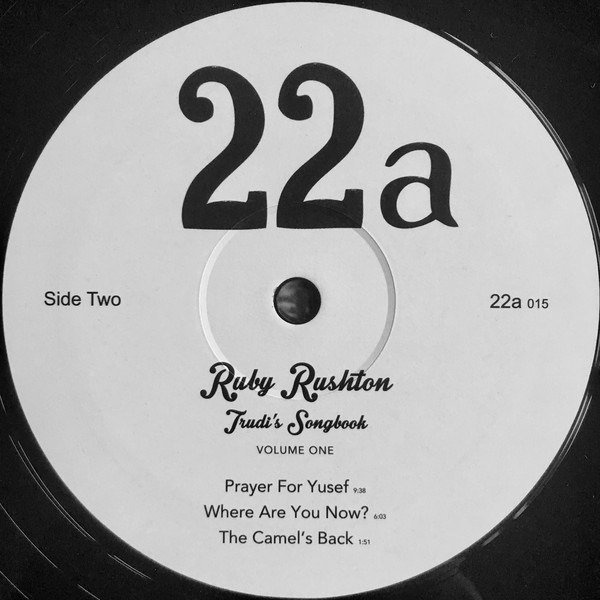 22a
Side Two
22a 015
Ruby Rushton
Trudi's Songbook
VOLUME ONE
Prayer For Yusef 9:38
Where Are You Now? 6:03
The Camel's Back 1:51